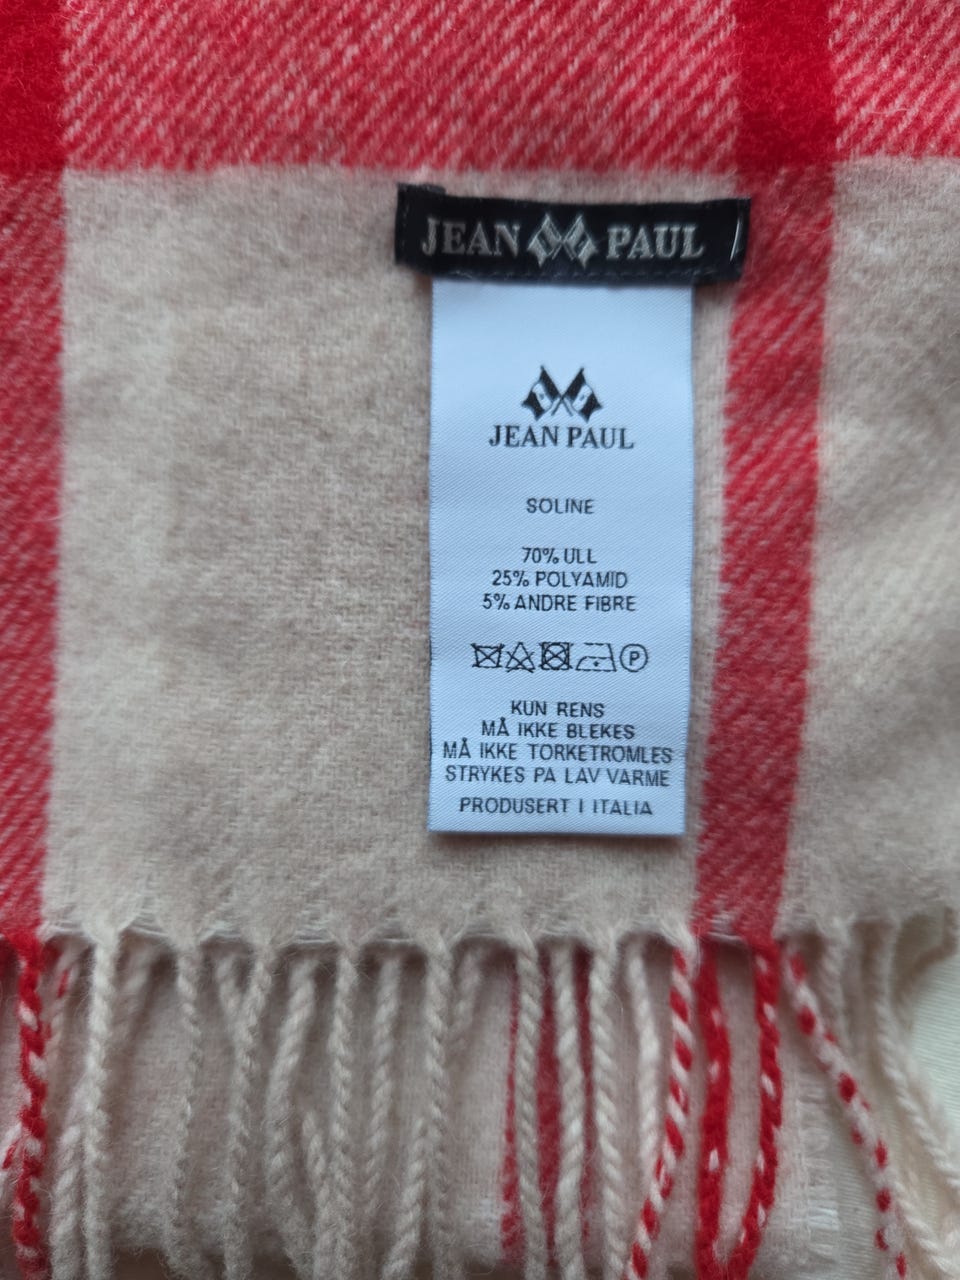 JEAN PAUL
JEAN PAUL
SOLINE
70% ULL
25% POLYAMID
5% ANDRE FIBRE
P
KUN RENS
MÅ IKKE BLEKES
MÅ IKKE TORKETROMLES
STRYKES PA LAV VARME
PRODUSERT I ITALIA